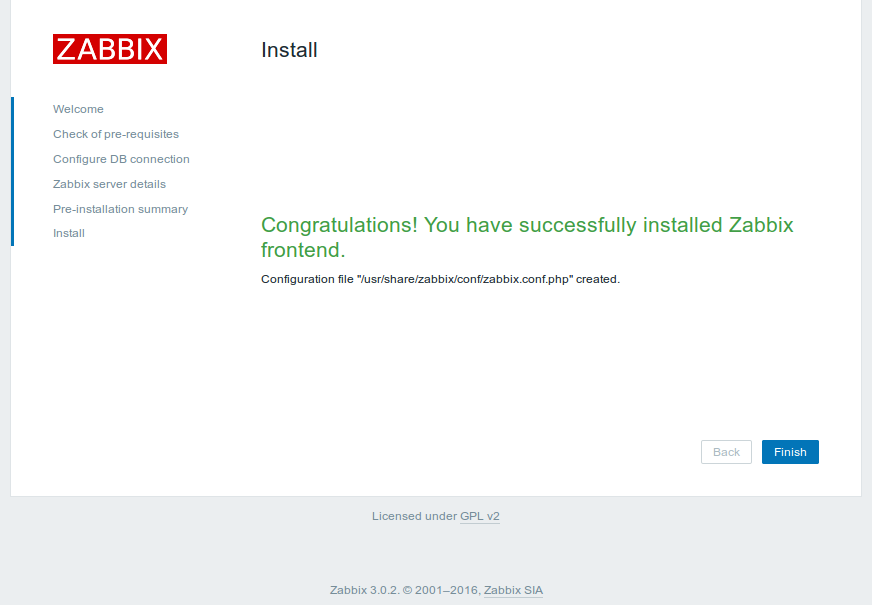 ZABBIX
Install
Welcome
Check of pre-requisites
Configure DB connection
Zabbix server details
Pre-installation summary
Install
Congratulations! You have successfully installed Zabbix
frontend.
Configuration file "/usr/share/zabbix/conf/zabbix.conf.php" created.
Back Finish
Licensed under GPL v2
Zabbix 3.0.2. © 2001–2016, Zabbix SIA